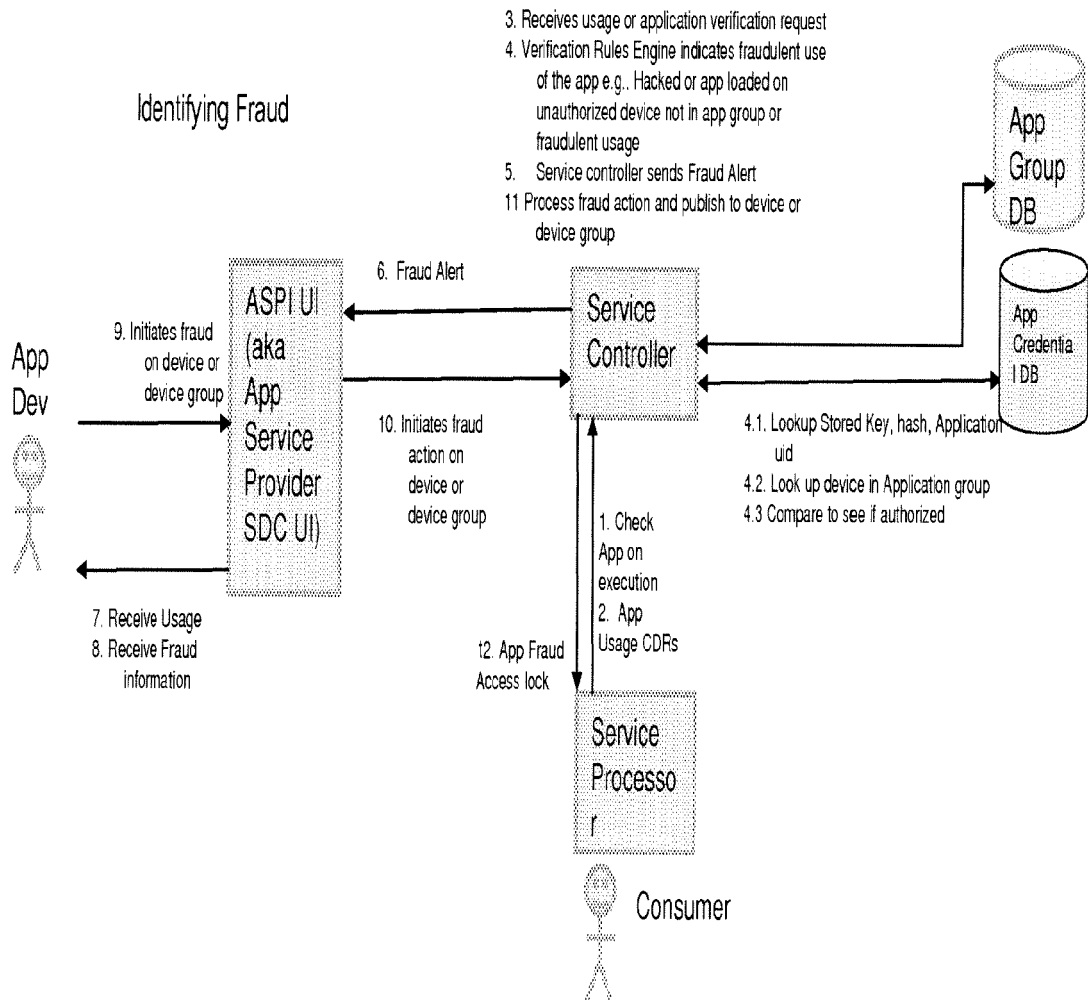 3. Receives usage or application verification request
4. Verification Rules Engine indicates fraudulent use
of the app e.g.. Hacked or app loaded on
unauthorized device not in app group or
fraudulent usage
5. Service controller sends Fraud Alert
11 Process fraud action and publish to device or
device group
Identifying Fraud
App
Group
DB
6. Fraud Alert
ASPI UI
(aka
App
Service
Provider
SDC UI)
Service
Controller
App
Credentia
l DB
9. Initiates fraud
on device or
device group
App
Dev
10. Initiates fraud
action on
device or
device group
4.1. Lookup Stored Key, hash, Application
uid
4.2. Look up device in Application group
4.3 Compare to see if authorized
1. Check
App on
execution
2. App
Usage CDRs
7. Receive Usage
8. Receive Fraud
information
12. App Fraud
Access lock
Service
Processo
r
Consumer